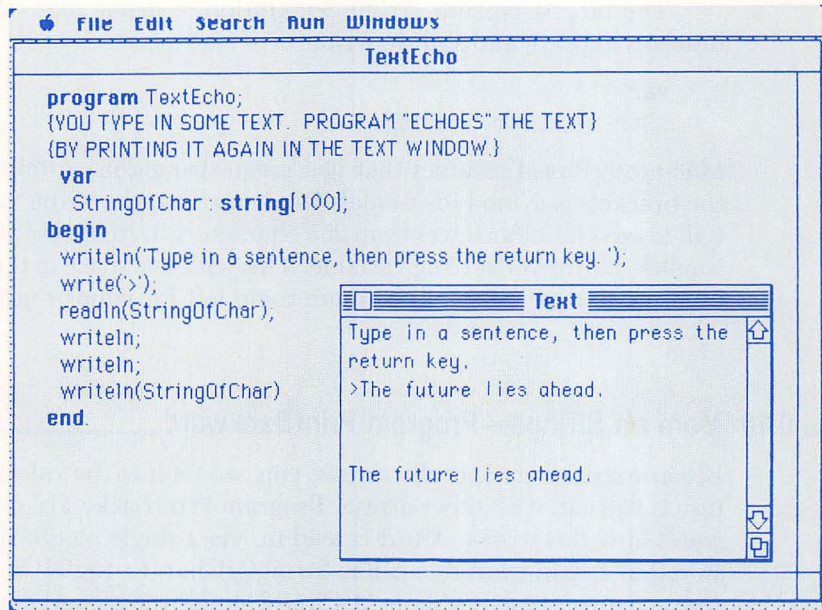 File Edit Search Run Windows
TextEcho
program TextEcho;
{YOU TYPE IN SOME TEXT. PROGRAM "ECHOES" THE TEXT}
{BY PRINTING IT AGAIN IN THE TEXT WINDOW.}
var
StringOfChar : string[100];
begin
writeln('Type in a sentence, then press the return key. ');
write('>');
readln(StringOfChar);
writeln;
writeln;
writeln(StringOfChar)
end.
Text
Type in a sentence, then press the
return key.
>The future lies ahead.
The future lies ahead.